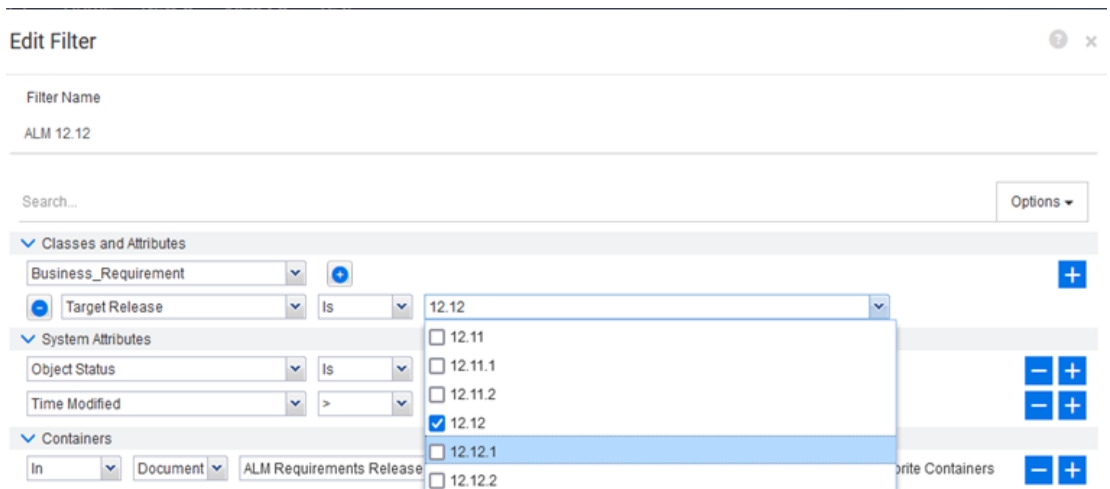 Edit Filter
Filter Name
ALM 12.12
Search...
Options
Classes and Attributes
Business_Requirement
Target Release Is 12.12
12.11
System Attributes
Object Status Is 12.11.1
12.11.2
Time Modified >
12.12
Containers
12.12.1
In Document ALM Requirements Release Containers
12.12.2